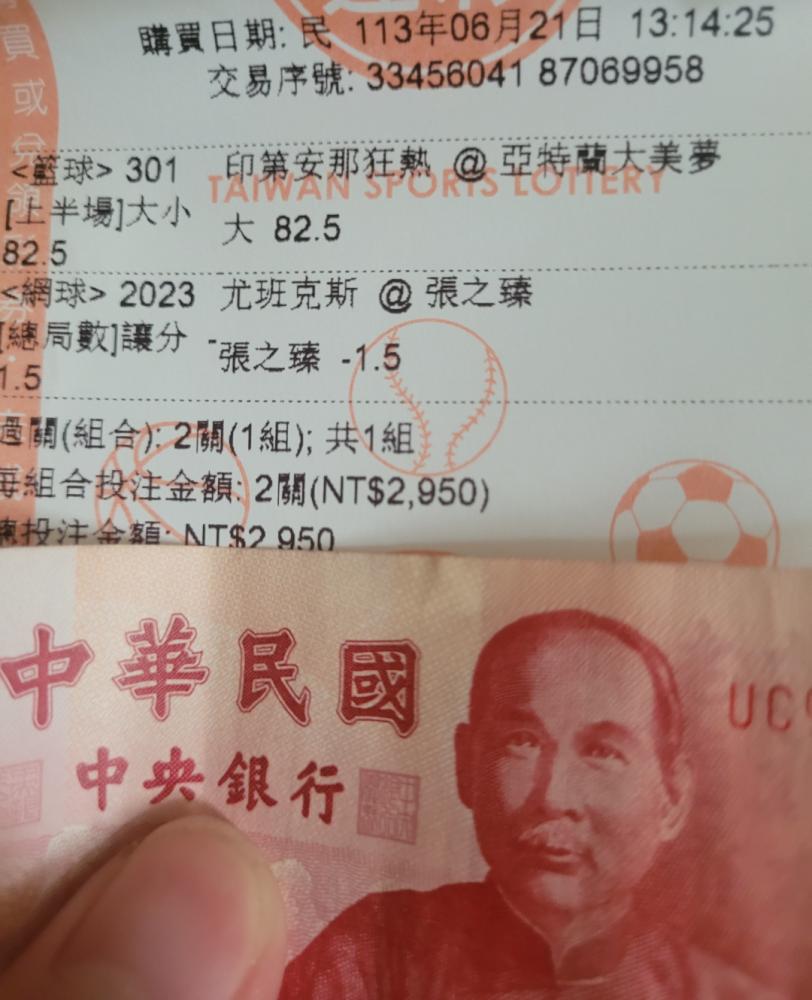 購買日期: 民 113年06月21日 13:14:25
交易序號: 33456041 87069958
<籃球> 301 印第安那狂熱 @ 亞特蘭大美夢
TAIWAN SPORTS LOTTERY
[上半場]大小 大 82.5
82.5
<網球> 2023 尤班克斯 @ 張之臻
[總局數]讓分 - 張之臻 -1.5
1.5
過關(組合): 2關(1組); 共1組
每組合投注金額: 2關(NT$2,950)
總投注金額: NT$2,950
中華民國
中央銀行
UC
買或兌